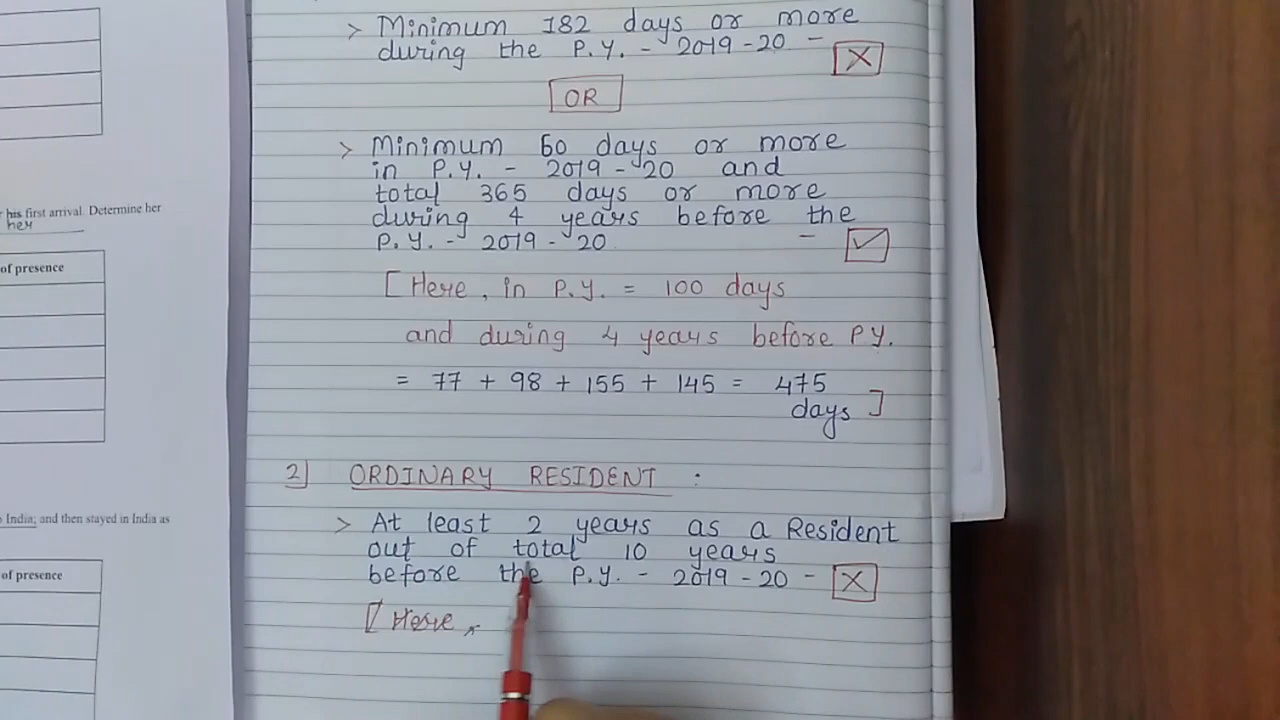 > Minimum 182 days or more
during the P.Y. - 2019-20 - X
OR
> Minimum 60 days or more
in P.Y. - 2019-20 and
total 365 days or more
during 4 years before the
P.Y. - 2019-20 - ✓
[Here, in P.Y. = 100 days
and during 4 years before P.Y.
= 77 + 98 + 155 + 145 = 475
days]
2] ORDINARY RESIDENT :
> At least 2 years as a Resident
out of total 10 years
before the P.Y. - 2019-20 - X
[Here,
his first arrival. Determine her
her
of presence
India; and then stayed in India as
of presence